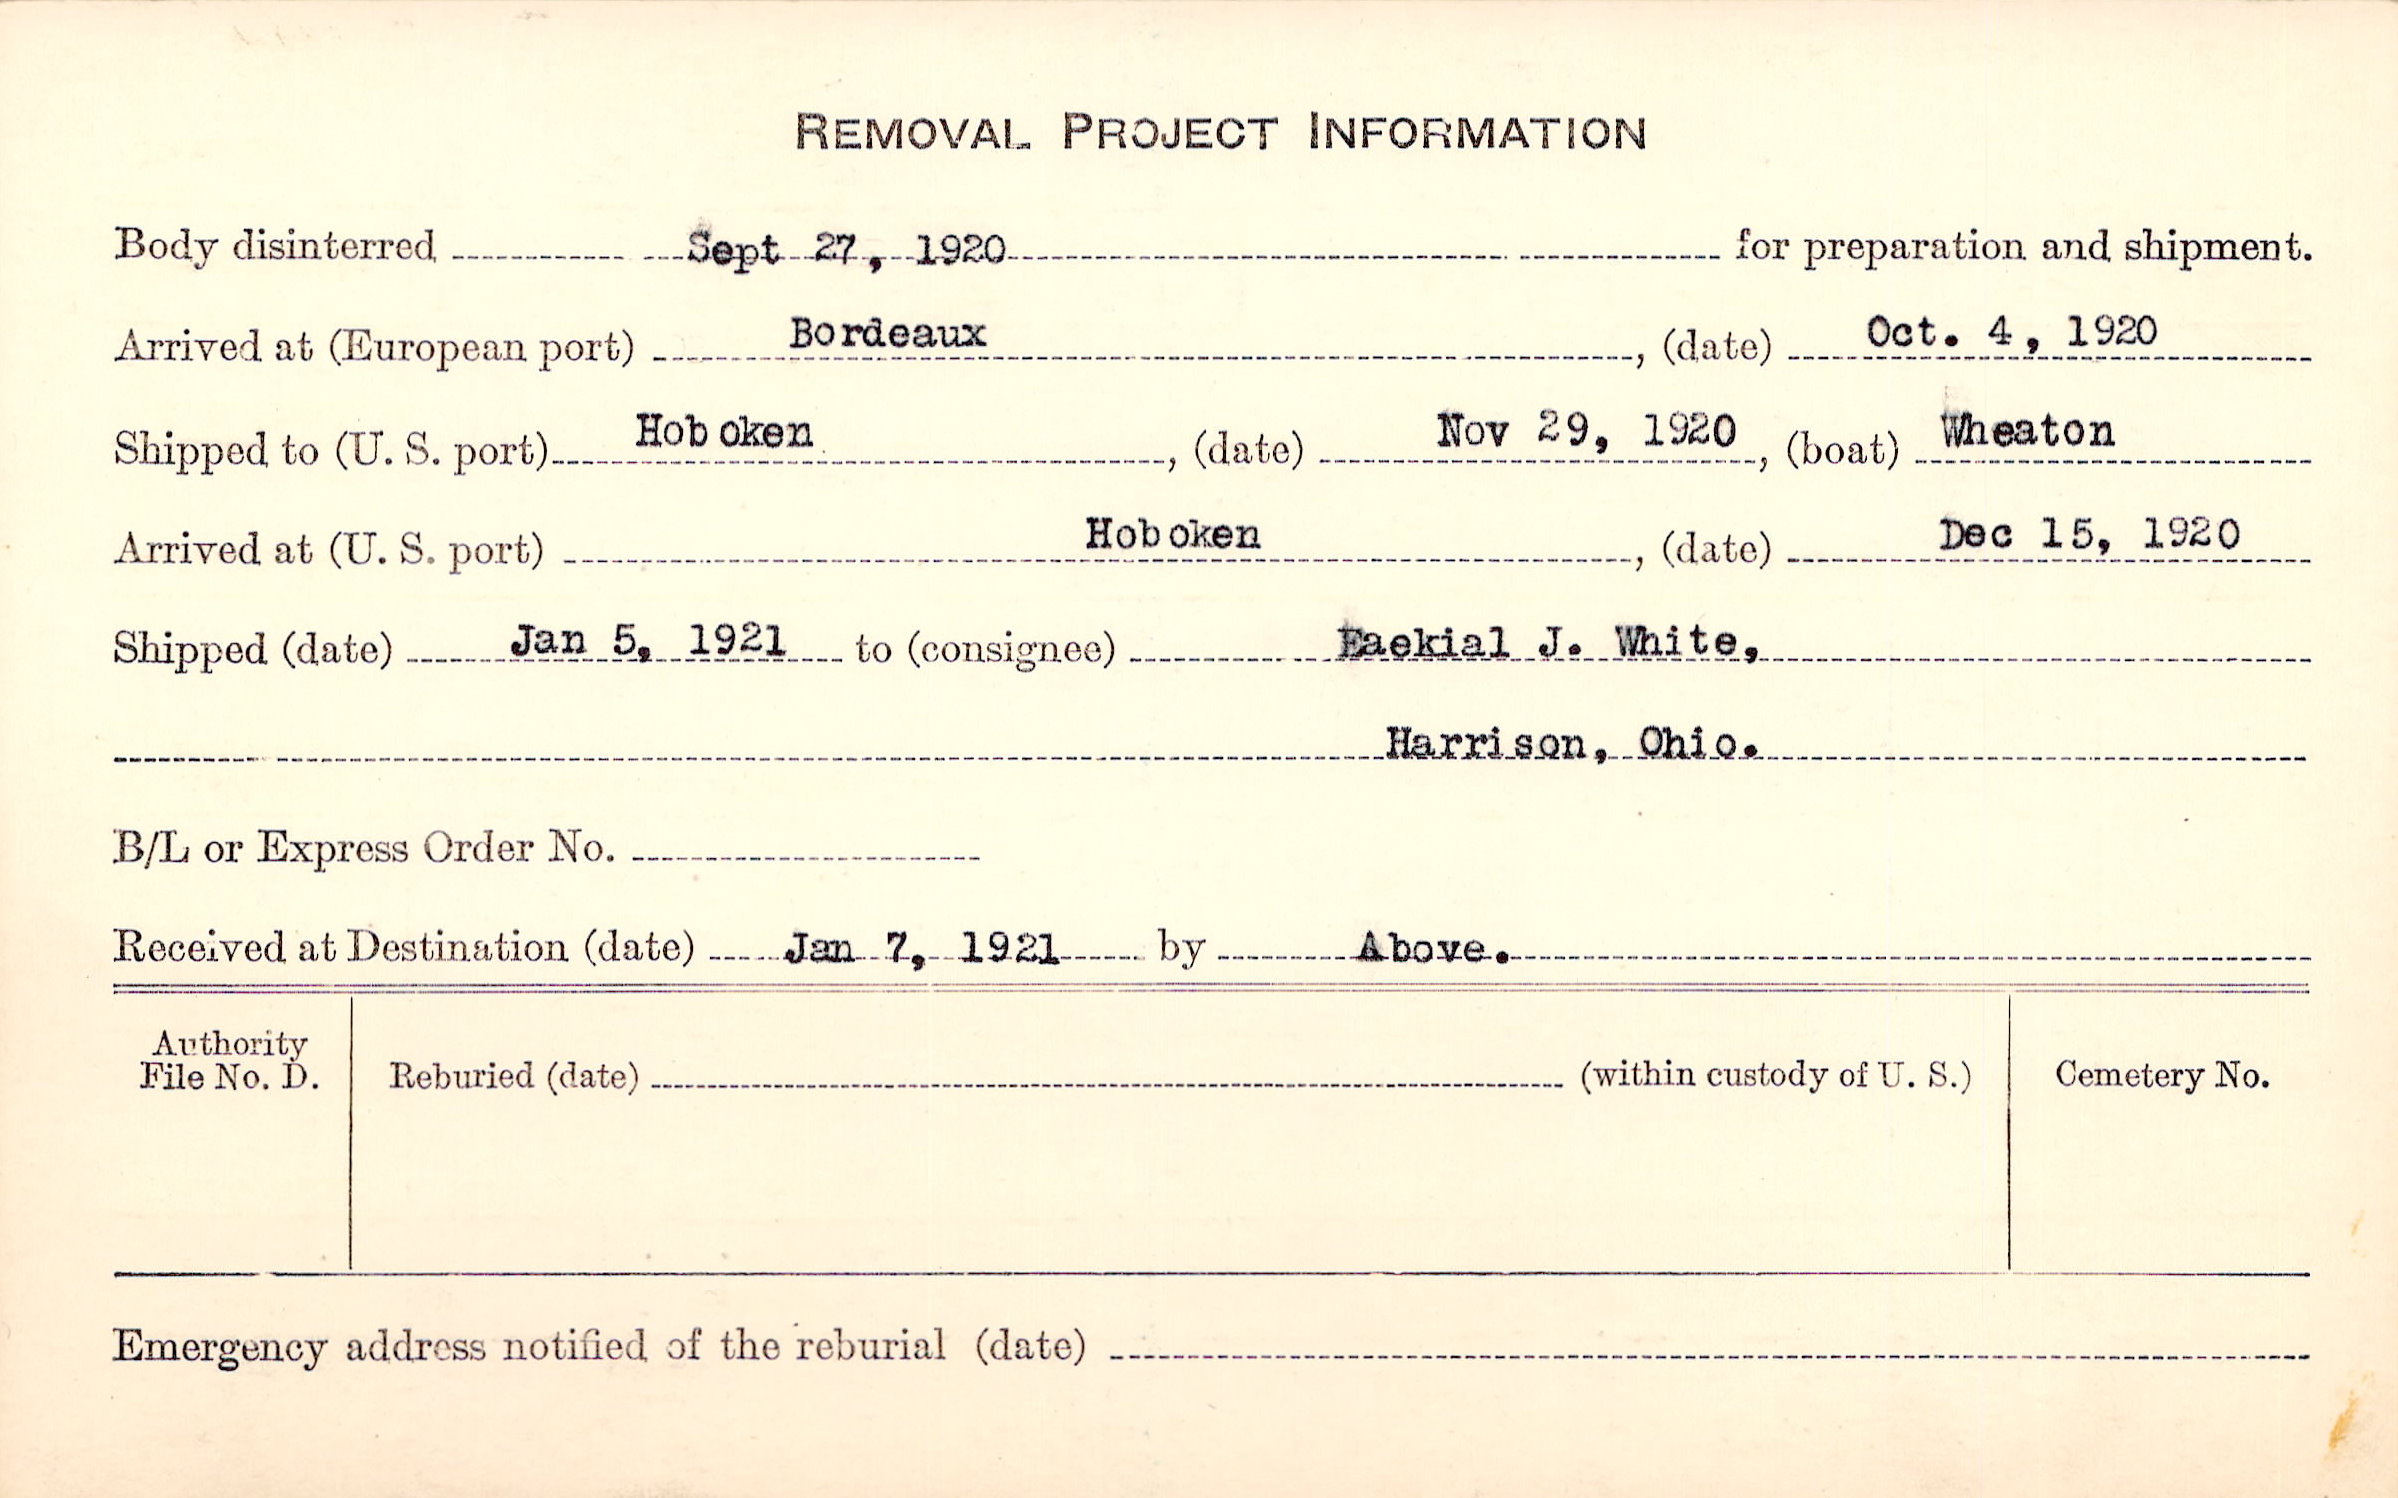 REMOVAL PROJECT INFORMATION
Body disinterred Sept 27, 1920 for preparation and shipment.
Arrived at (European port) Bordeaux, (date) Oct. 4, 1920
Shipped to (U. S. port) Hoboken, (date) Nov 29, 1920, (boat) Wheaton
Arrived at (U. S. port) Hoboken, (date) Dec 15, 1920
Shipped (date) Jan 5, 1921 to (consignee) Eaekial J. White,
Harrison, Ohio.
B/L or Express Order No.
Received at Destination (date) Jan 7, 1921 by Above.
Authority
File No. D.
Reburied (date) (within custody of U. S.)
Cemetery No.
Emergency address notified of the reburial (date)